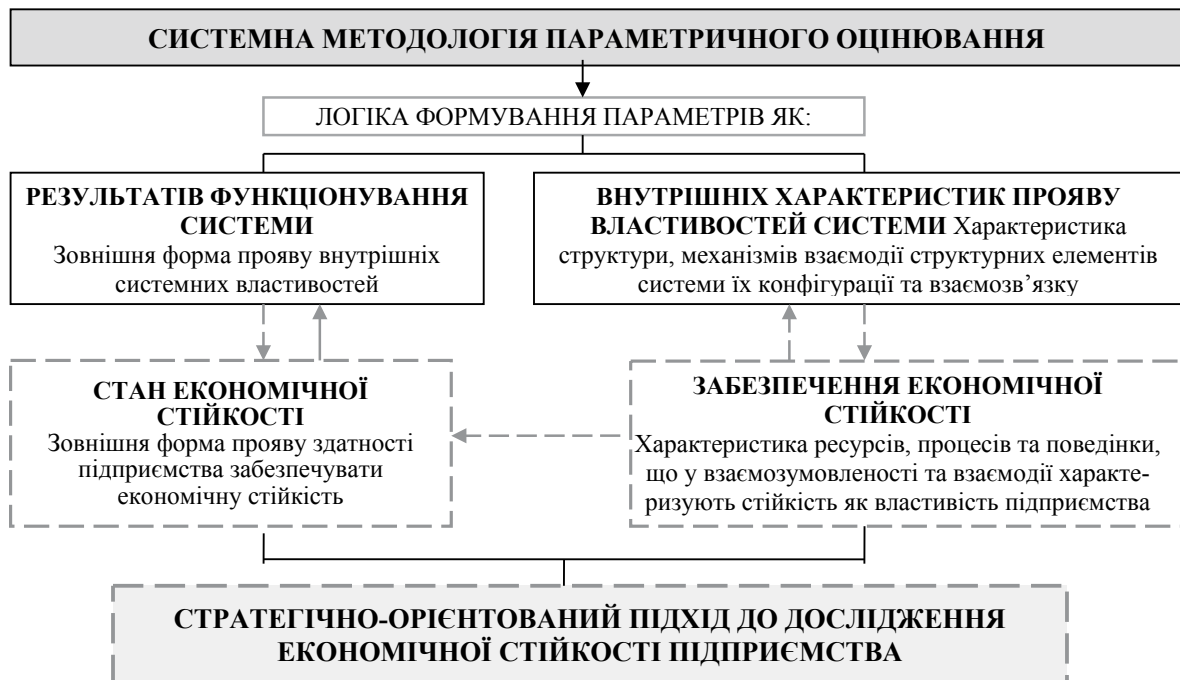 СИСТЕМНА МЕТОДОЛОГІЯ ПАРАМЕТРИЧНОГО ОЦІНЮВАННЯ
ЛОГІКА ФОРМУВАННЯ ПАРАМЕТРІВ ЯК:
РЕЗУЛЬТАТІВ ФУНКЦІОНУВАННЯ
СИСТЕМИ
Зовнішня форма прояву внутрішніх
системних властивостей
ВНУТРІШНІХ ХАРАКТЕРИСТИК ПРОЯВУ
ВЛАСТИВОСТЕЙ СИСТЕМИ Характеристика
структури, механізмів взаємодії структурних елементів
системи їх конфігурації та взаємозв’язку
СТАН ЕКОНОМІЧНОЇ
СТІЙКОСТІ
Зовнішня форма прояву здатності
підприємства забезпечувати
економічну стійкість
ЗАБЕЗПЕЧЕННЯ ЕКОНОМІЧНОЇ
СТІЙКОСТІ
Характеристика ресурсів, процесів та поведінки,
що у взаємозумовленості та взаємодії характе-
ризують стійкість як властивість підприємства
СТРАТЕГІЧНО-ОРІЄНТОВАНИЙ ПІДХІД ДО ДОСЛІДЖЕННЯ
ЕКОНОМІЧНОЇ СТІЙКОСТІ ПІДПРИЄМСТВА